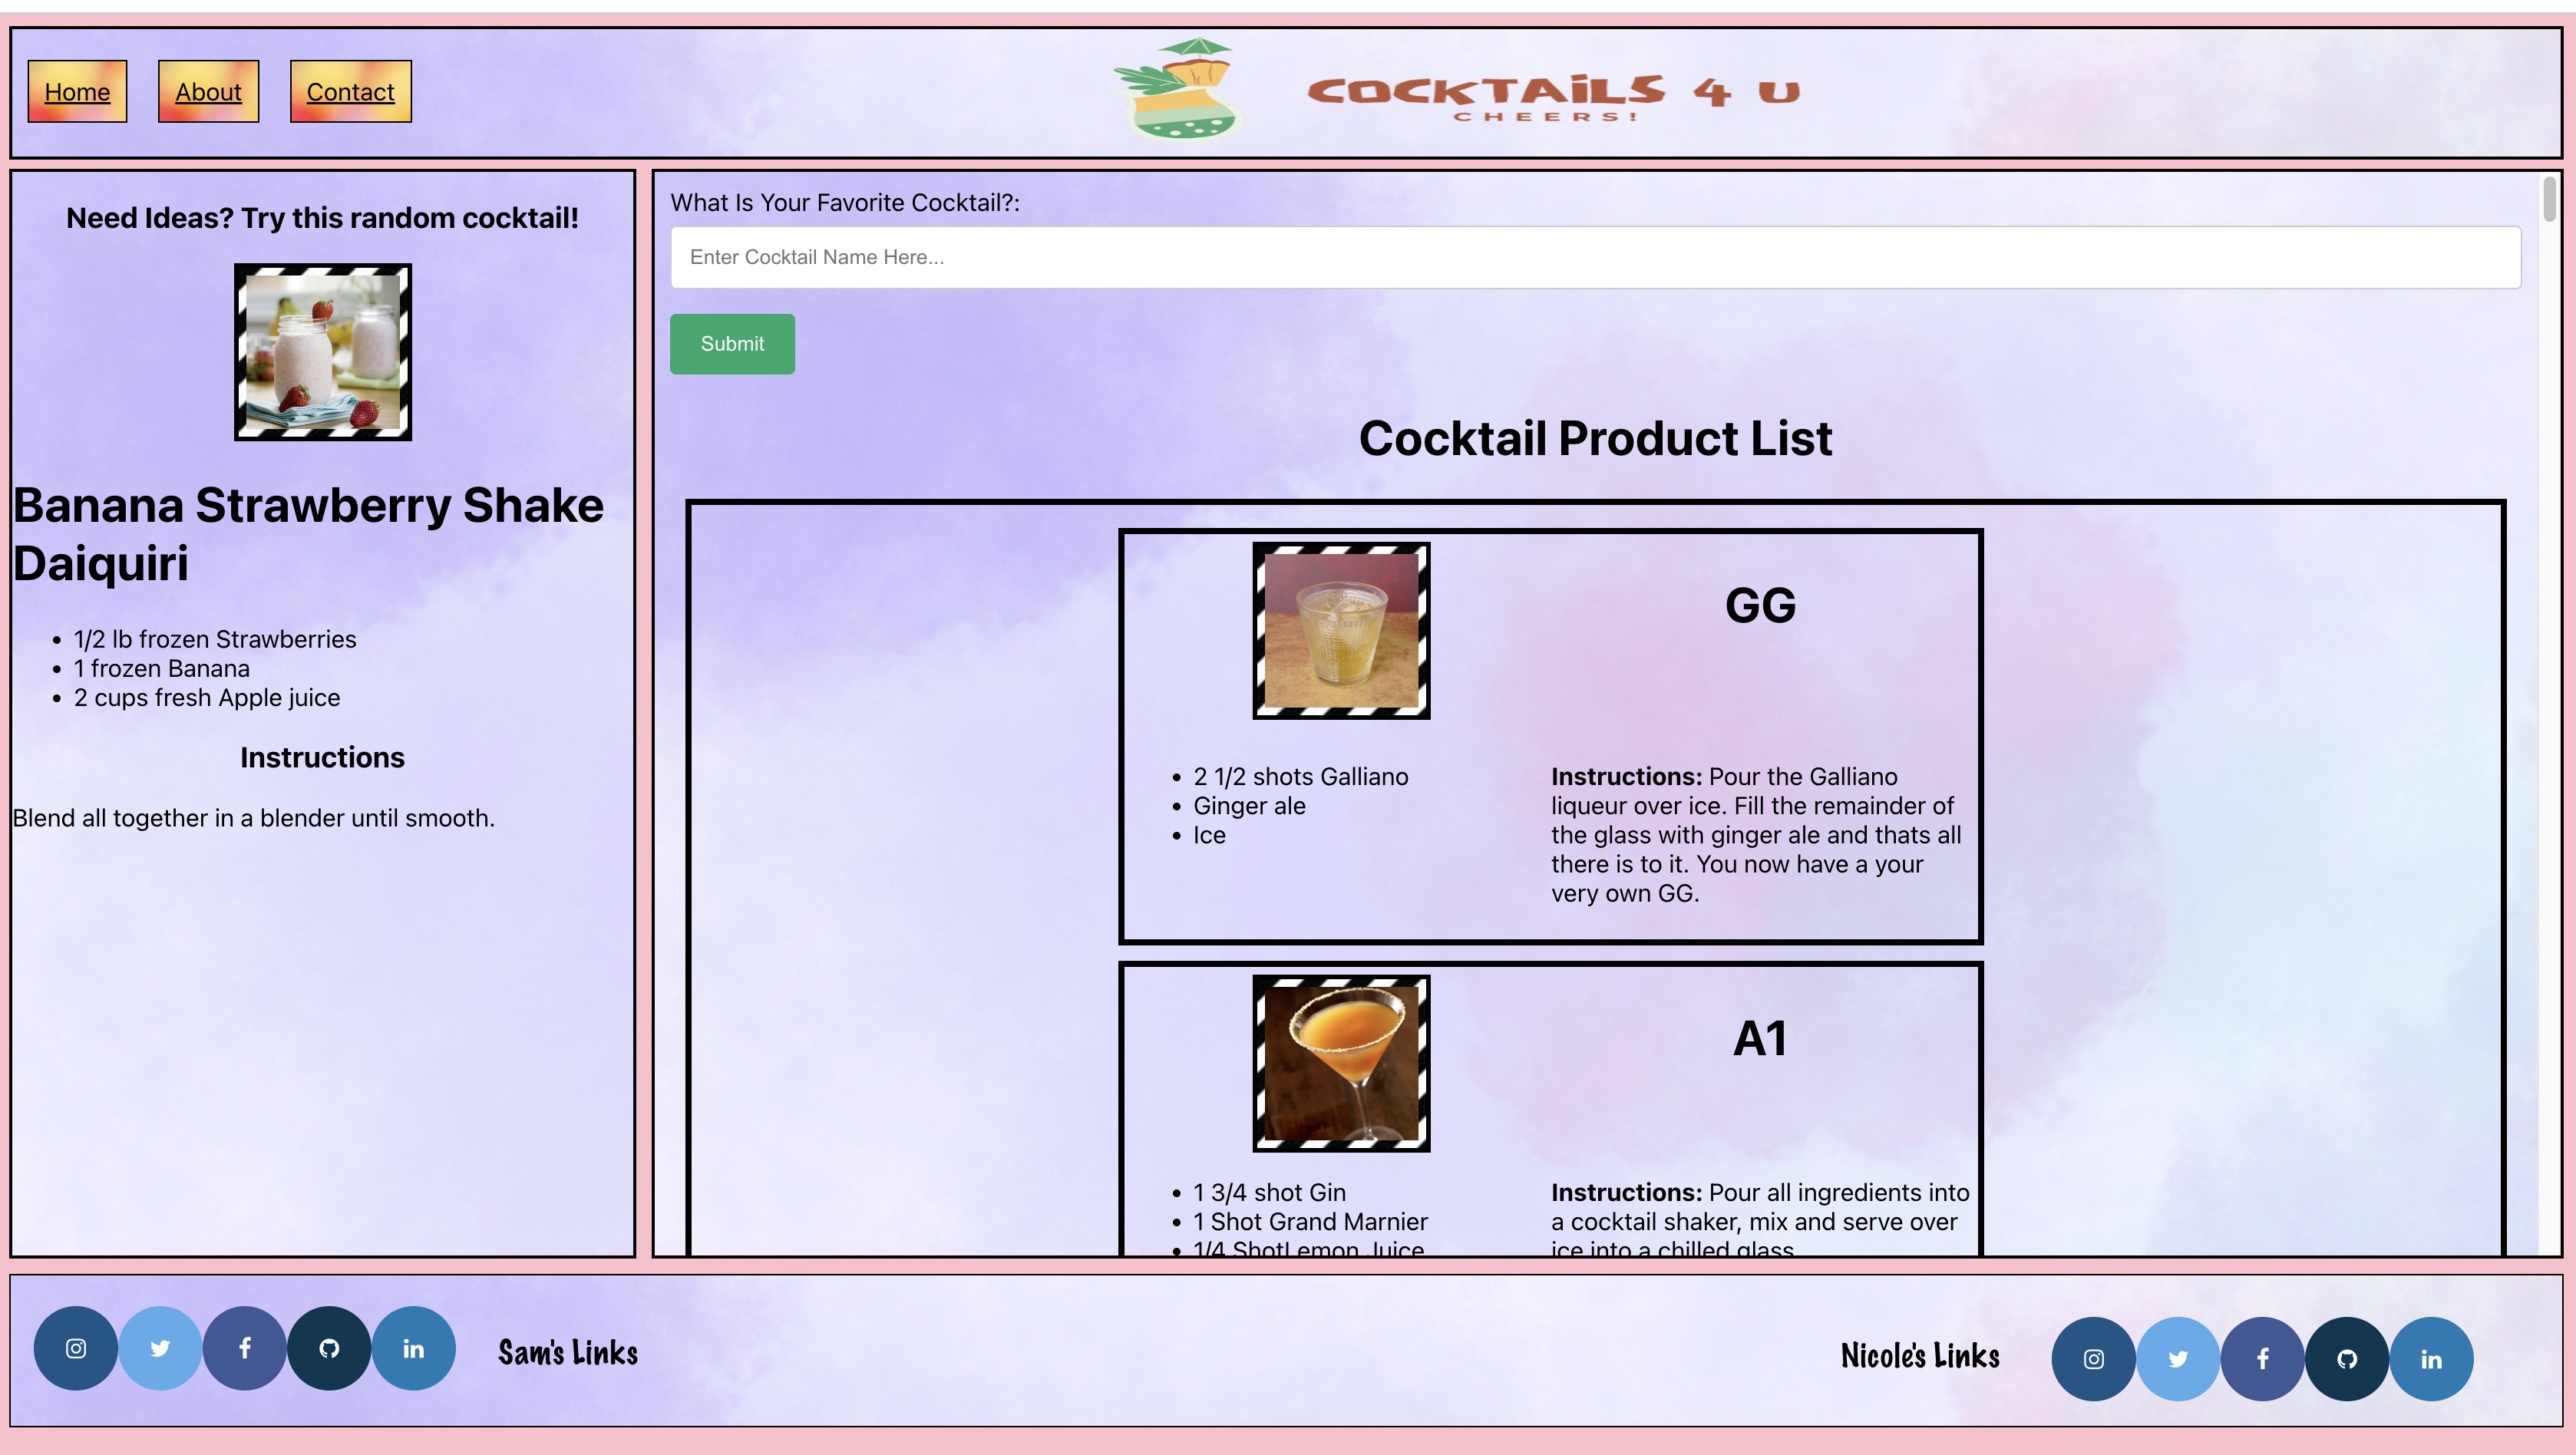 Home
About
Contact
COCKTAiLS 4 U
CHEERS!
Need Ideas? Try this random cocktail!
Banana Strawberry Shake
Daiquiri
• 1/2 lb frozen Strawberries
• 1 frozen Banana
• 2 cups fresh Apple juice
Instructions
Blend all together in a blender until smooth.
What Is Your Favorite Cocktail?:
Enter Cocktail Name Here...
Submit
Cocktail Product List
GG
• 2 1/2 shots Galliano
• Ginger ale
• Ice
Instructions: Pour the Galliano
liqueur over ice. Fill the remainder of
the glass with ginger ale and thats all
there is to it. You now have a your
very own GG.
A1
• 1 3/4 shot Gin
• 1 Shot Grand Marnier
• 1/4 ShotLemon Juice
Instructions: Pour all ingredients into
a cocktail shaker, mix and serve over
ice into a chilled glass
Sam's Links
Nicole's Links